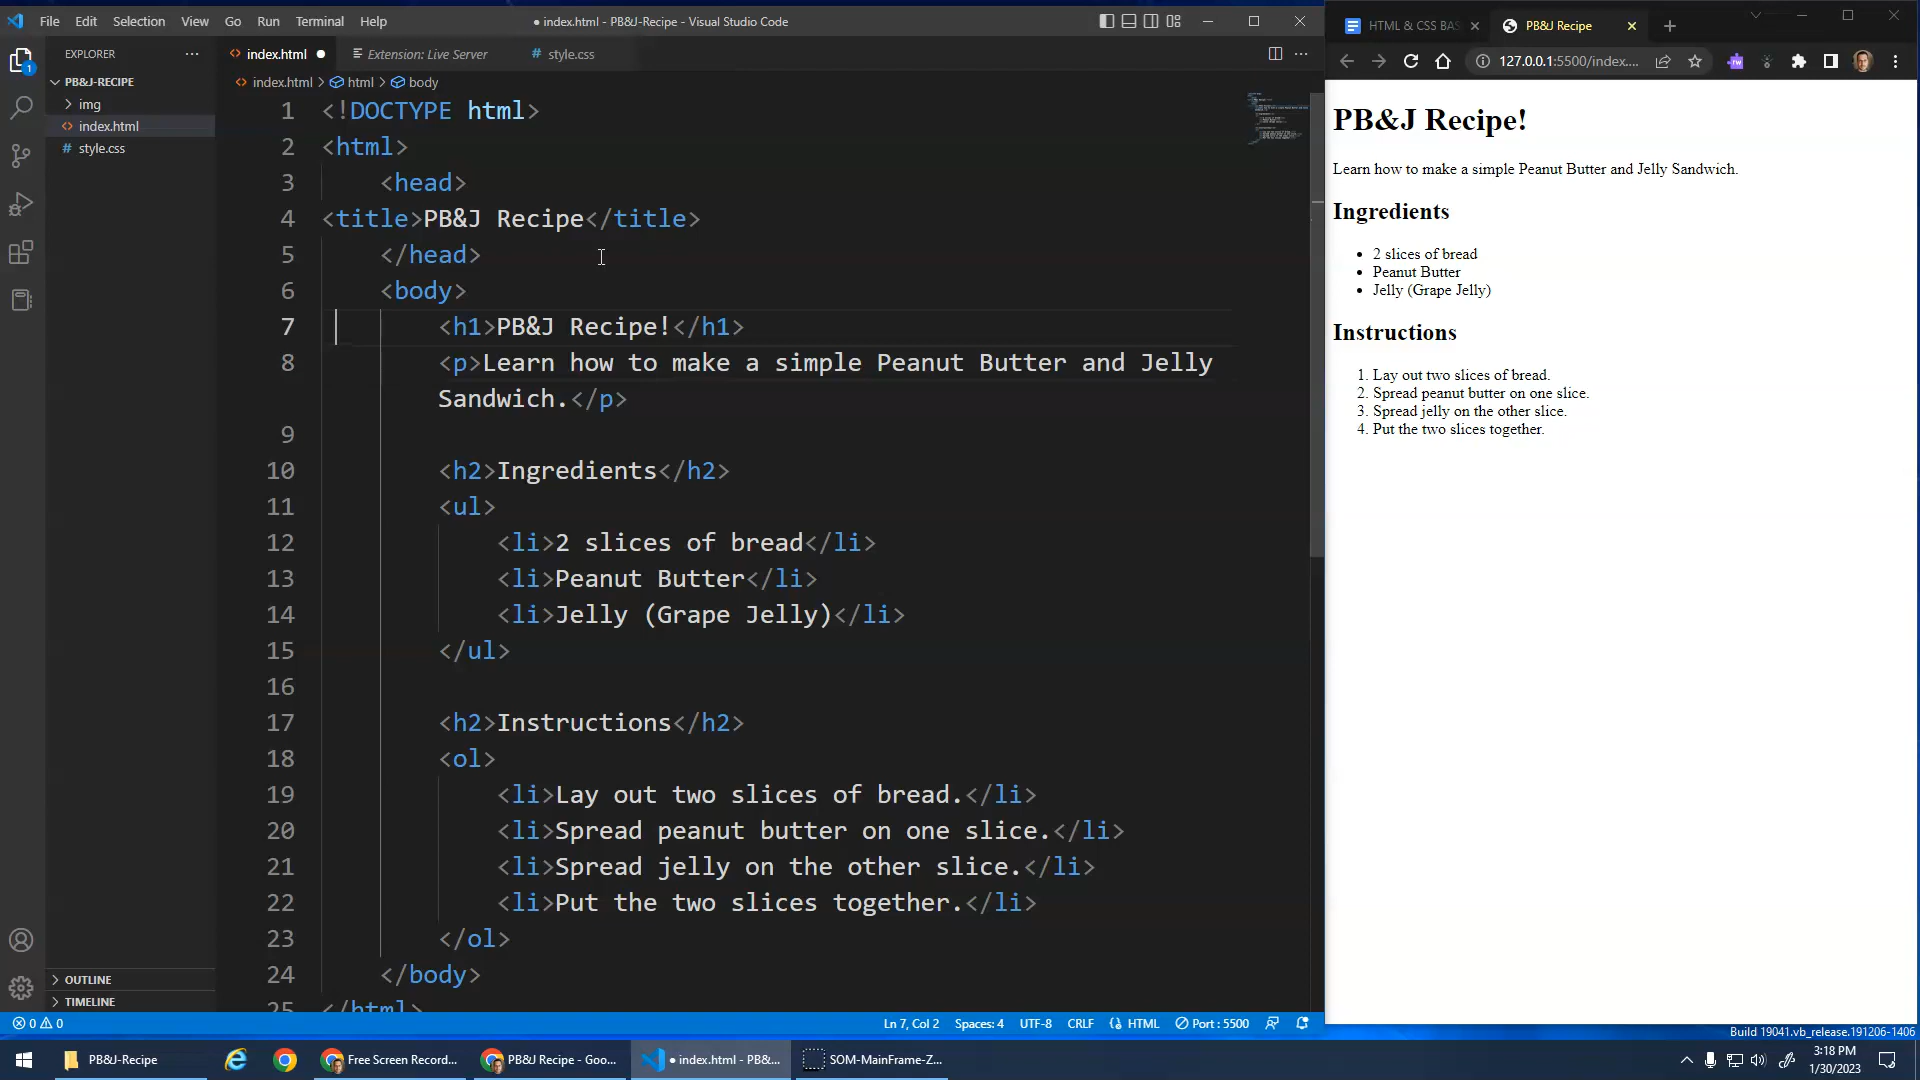 File Edit Selection View Go Run Terminal Help
● index.html - PB&J-Recipe - Visual Studio Code
EXPLORER
PB&J-RECIPE
img
index.html
# style.css
OUTLINE
TIMELINE
index.html ●
Extension: Live Server
# style.css
index.html > html > body
1 <!DOCTYPE html>
2 <html>
3 <head>
4 <title>PB&J Recipe</title>
5 </head>
6 <body>
7 <h1>PB&J Recipe!</h1>
8 <p>Learn how to make a simple Peanut Butter and Jelly
Sandwich.</p>
9
10 <h2>Ingredients</h2>
11 <ul>
12 <li>2 slices of bread</li>
13 <li>Peanut Butter</li>
14 <li>Jelly (Grape Jelly)</li>
15 </ul>
16
17 <h2>Instructions</h2>
18 <ol>
19 <li>Lay out two slices of bread.</li>
20 <li>Spread peanut butter on one slice.</li>
21 <li>Spread jelly on the other slice.</li>
22 <li>Put the two slices together.</li>
23 </ol>
24 </body>
25 </html>
0 0
Ln 7, Col 2 Spaces: 4 UTF-8 CRLF HTML Port : 5500
HTML & CSS BAS
PB&J Recipe
127.0.0.1:5500/index....
PB&J Recipe!
Learn how to make a simple Peanut Butter and Jelly Sandwich.
Ingredients
• 2 slices of bread
• Peanut Butter
• Jelly (Grape Jelly)
Instructions
1. Lay out two slices of bread.
2. Spread peanut butter on one slice.
3. Spread jelly on the other slice.
4. Put the two slices together.
Build 19041.vb_release.191206-1406
PB&J-Recipe
Free Screen Record...
PB&J Recipe - Goo...
● index.html - PB&...
SOM-MainFrame-Z...
3:18 PM
1/30/2023